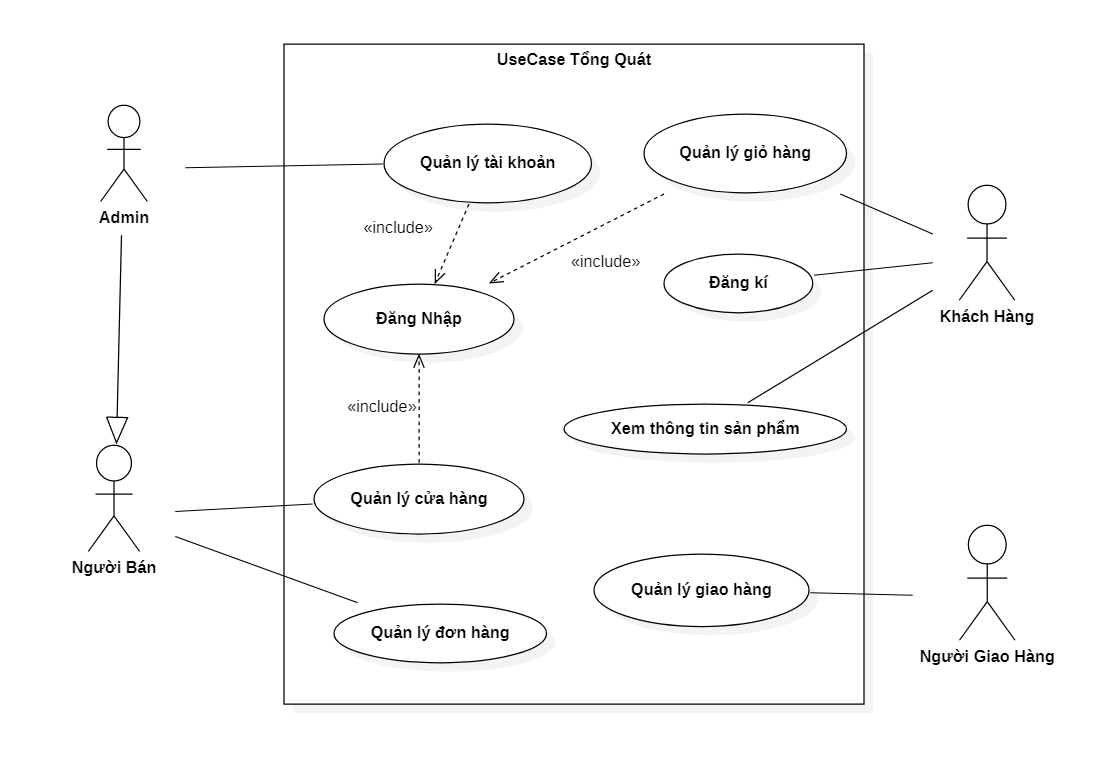 UseCase Tổng Quát
Admin
Quản lý tài khoản
Quản lý giỏ hàng
«include»
«include»
Đăng kí
Khách Hàng
Đăng Nhập
«include»
Xem thông tin sản phẩm
Quản lý cửa hàng
Người Bán
Quản lý giao hàng
Quản lý đơn hàng
Người Giao Hàng